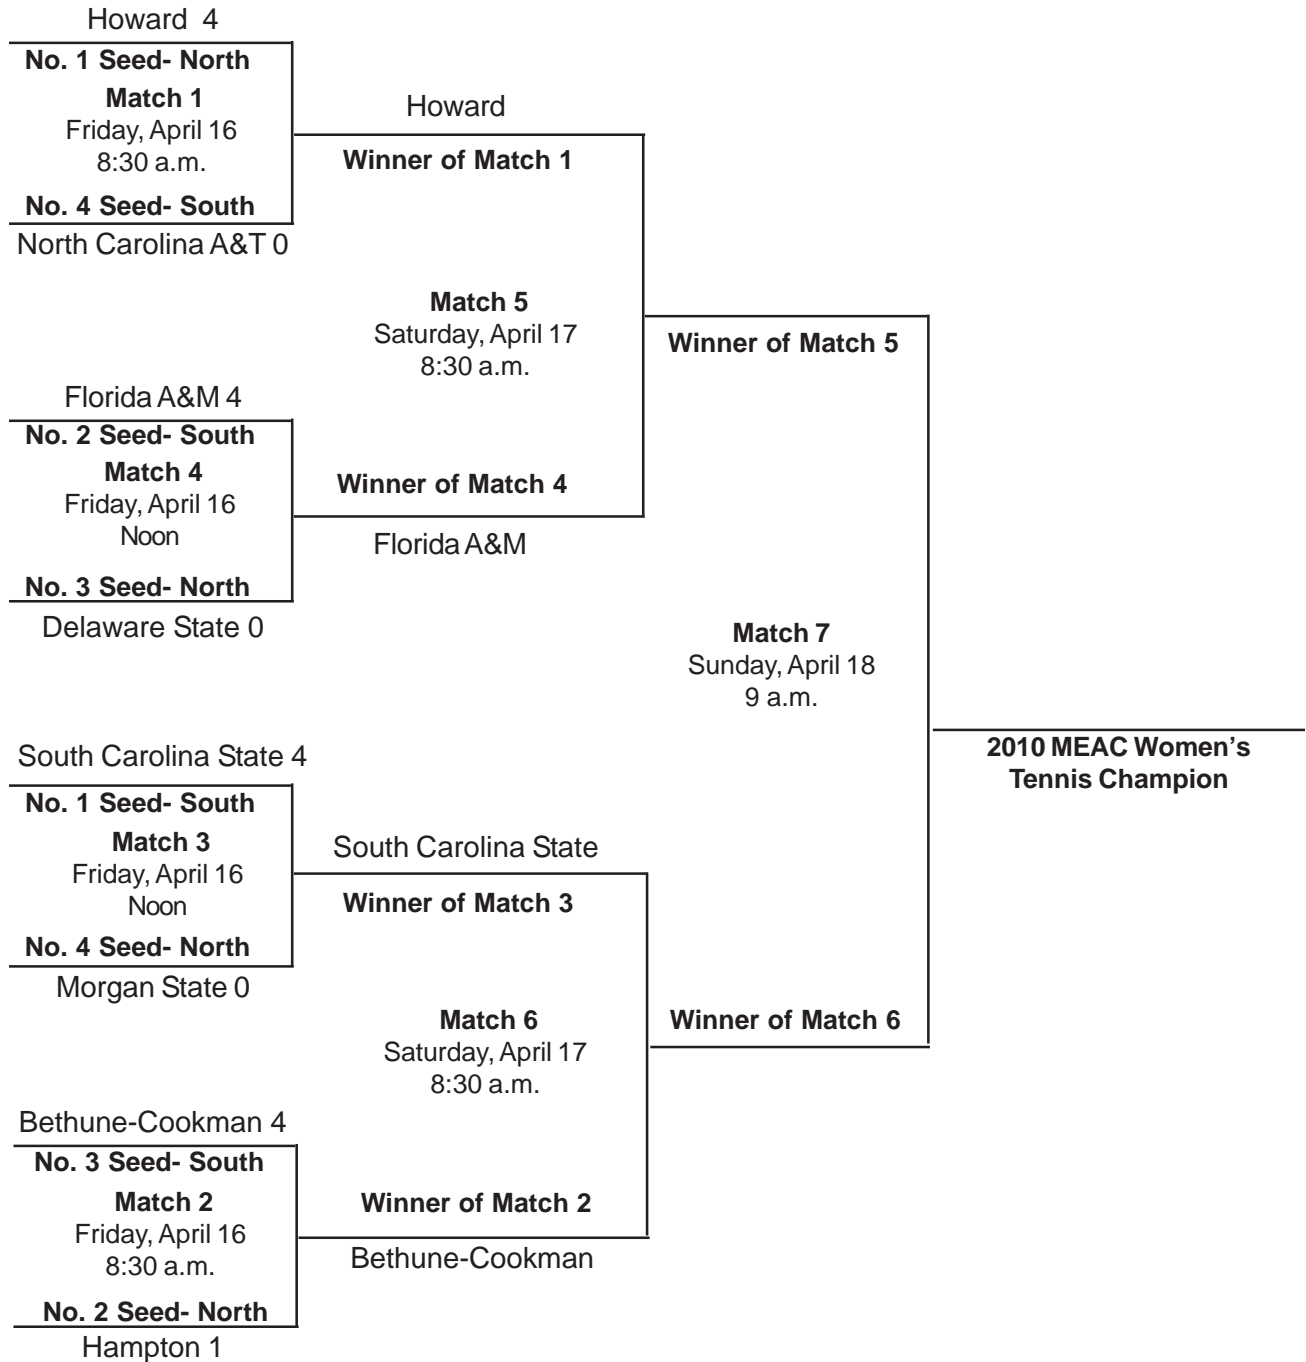 Howard 4
No. 1 Seed- North
Match 1
Friday, April 16
8:30 a.m.
No. 4 Seed- South
North Carolina A&T 0
Howard
Winner of Match 1
Match 5
Saturday, April 17
8:30 a.m.
Winner of Match 5
Florida A&M 4
No. 2 Seed- South
Match 4
Friday, April 16
Noon
No. 3 Seed- North
Delaware State 0
Winner of Match 4
Florida A&M
Match 7
Sunday, April 18
9 a.m.
2010 MEAC Women's
Tennis Champion
South Carolina State 4
No. 1 Seed- South
Match 3
Friday, April 16
Noon
No. 4 Seed- North
Morgan State 0
South Carolina State
Winner of Match 3
Match 6
Saturday, April 17
8:30 a.m.
Winner of Match 6
Bethune-Cookman 4
No. 3 Seed- South
Match 2
Friday, April 16
8:30 a.m.
No. 2 Seed- North
Hampton 1
Winner of Match 2
Bethune-Cookman